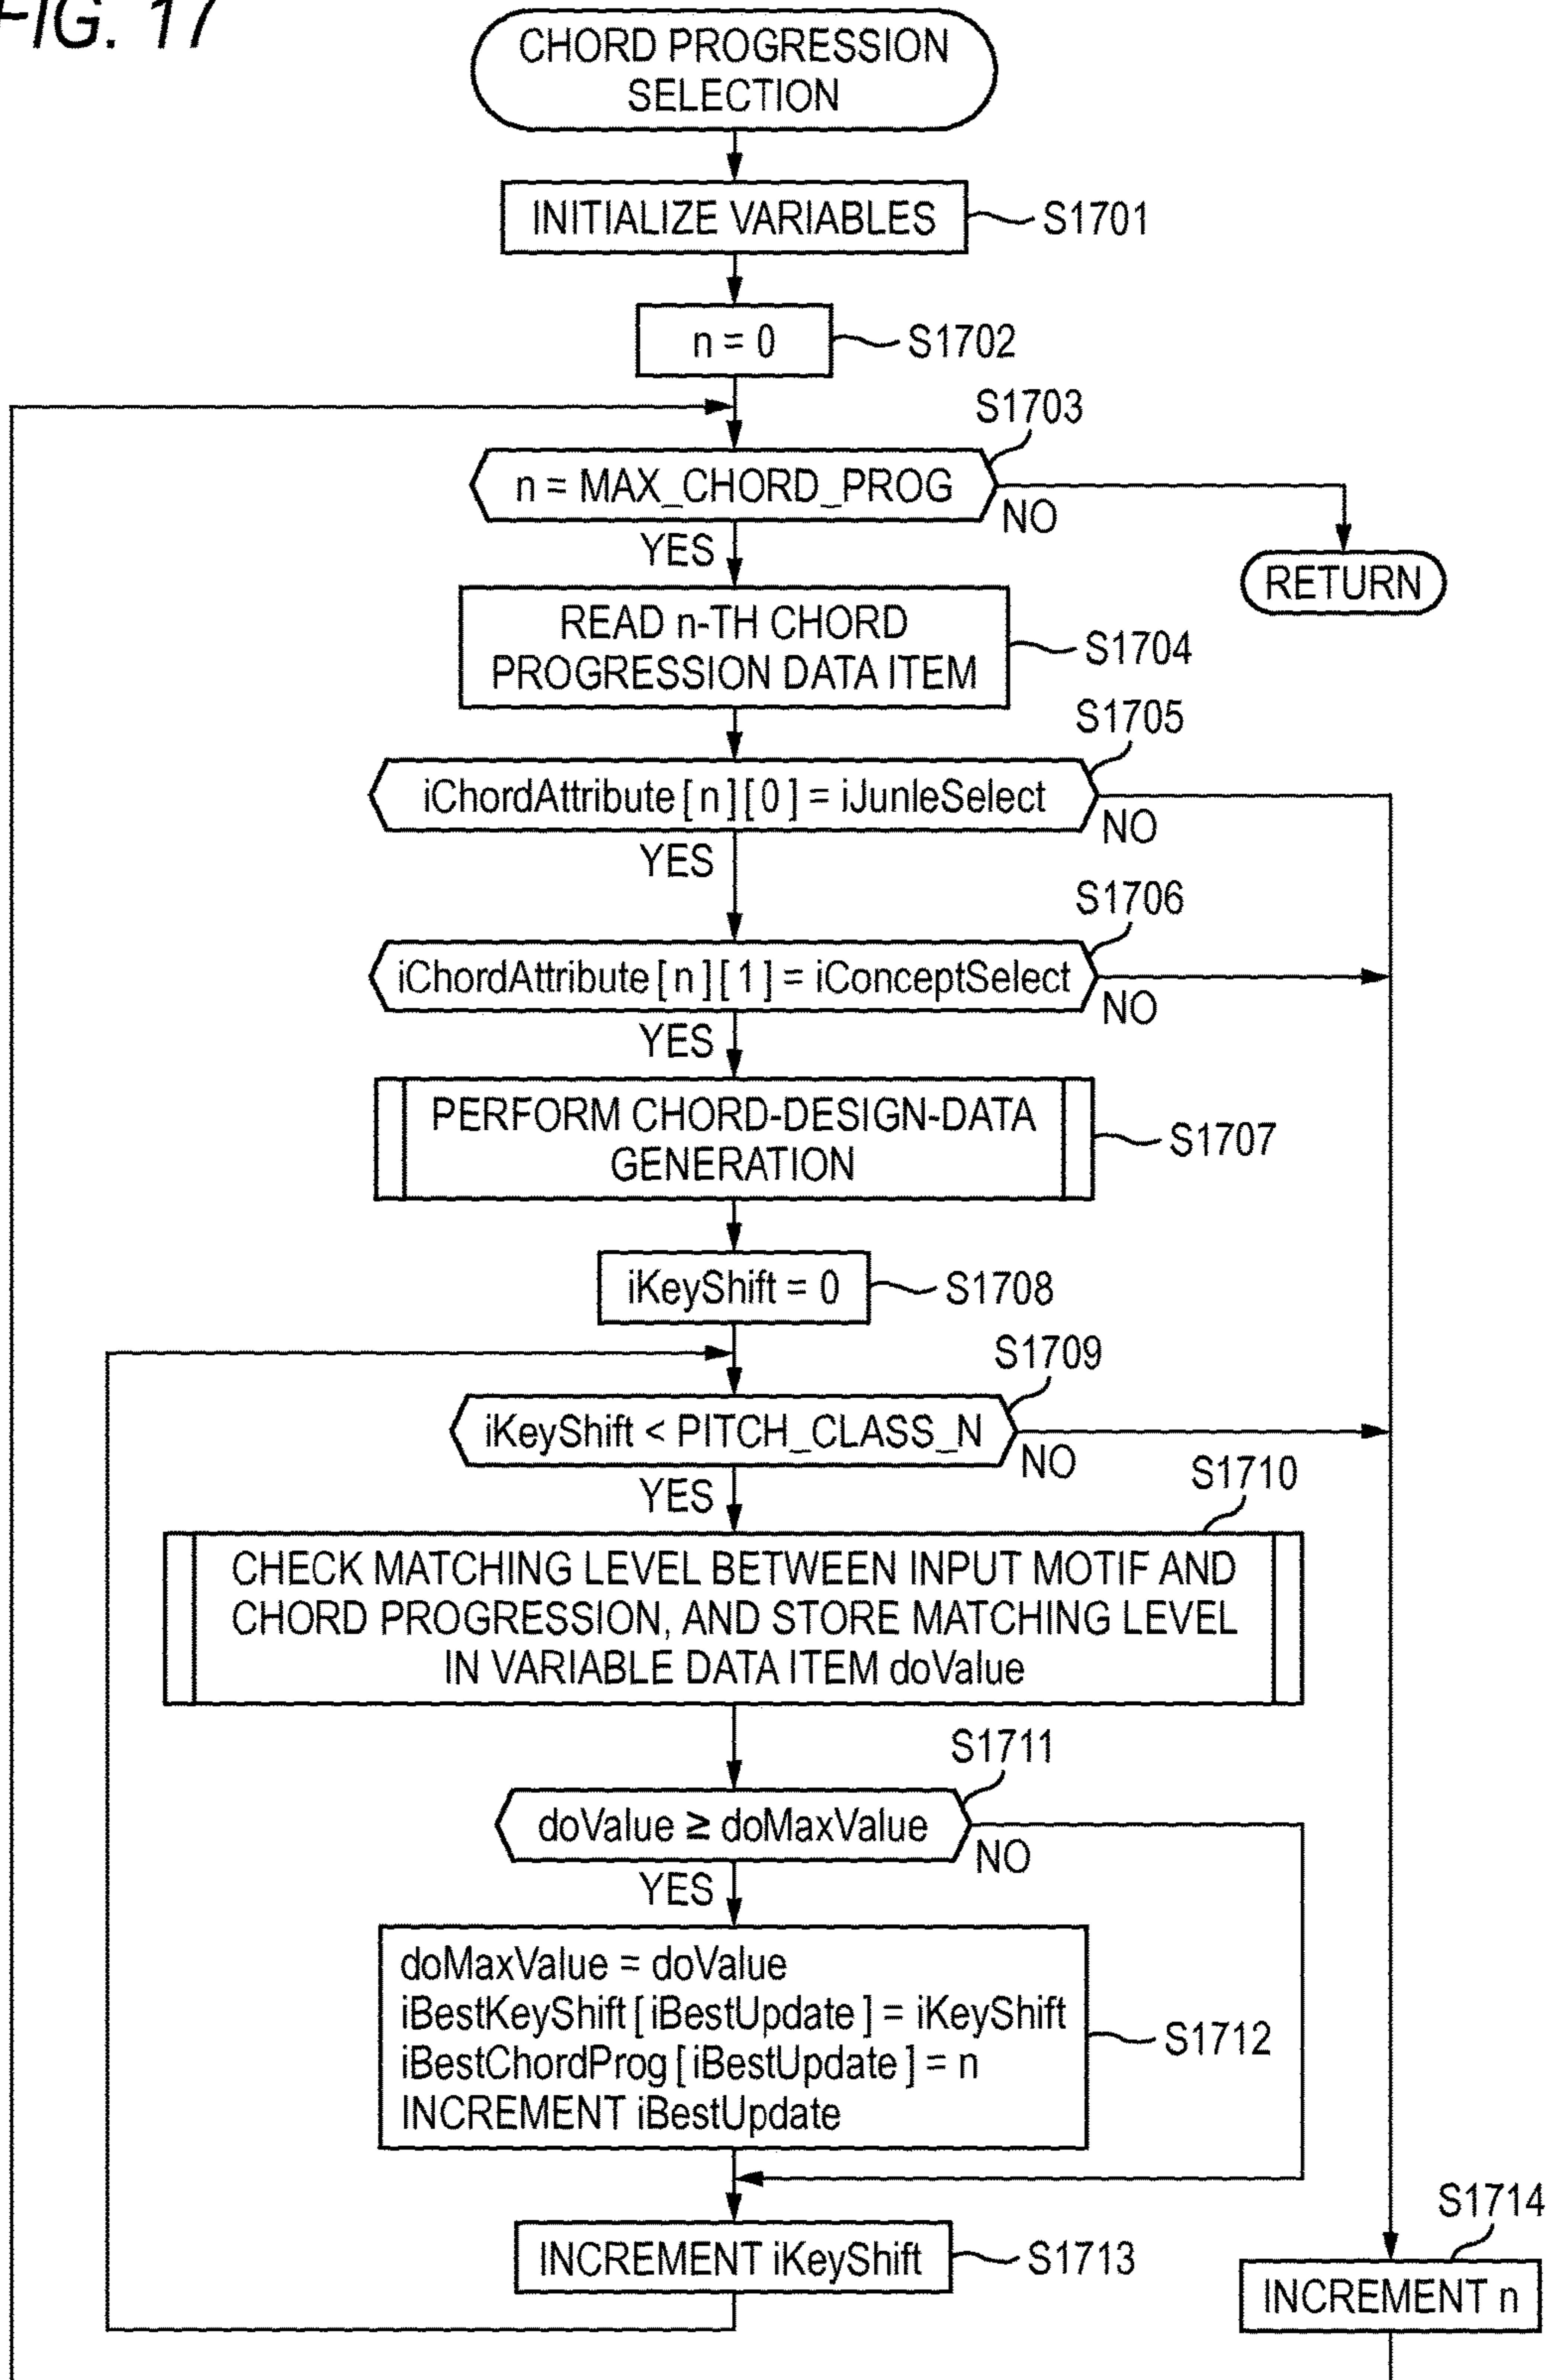 FIG. 17
CHORD PROGRESSION
SELECTION
INITIALIZE VARIABLES
S1701
n = 0
S1702
S1703
n = MAX_CHORD_PROG
NO
YES
RETURN
READ n-TH CHORD
PROGRESSION DATA ITEM
S1704
S1705
iChordAttribute[n][0] = iJunleSelect
NO
YES
S1706
iChordAttribute[n][1] = iConceptSelect
NO
YES
PERFORM CHORD-DESIGN-DATA
GENERATION
S1707
iKeyShift = 0
S1708
S1709
iKeyShift < PITCH_CLASS_N
NO
YES
S1710
CHECK MATCHING LEVEL BETWEEN INPUT MOTIF AND
CHORD PROGRESSION, AND STORE MATCHING LEVEL
IN VARIABLE DATA ITEM doValue
S1711
doValue ≥ doMaxValue
NO
YES
doMaxValue = doValue
iBestKeyShift[iBestUpdate] = iKeyShift
iBestChordProg[iBestUpdate] = n
INCREMENT iBestUpdate
S1712
INCREMENT iKeyShift
S1713
S1714
INCREMENT n